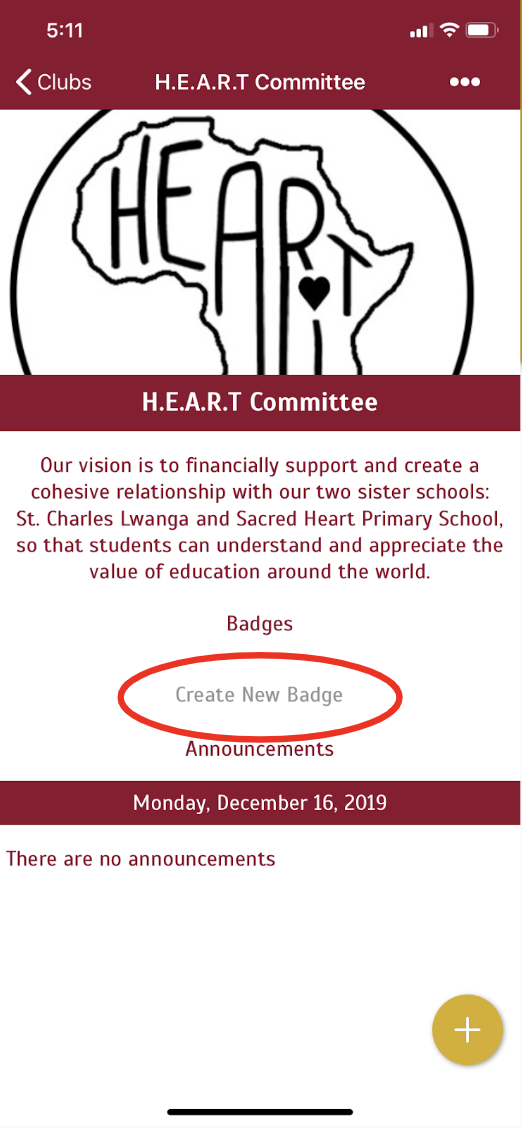 5:11
Clubs
H.E.A.R.T Committee
HEART
H.E.A.R.T Committee
Our vision is to financially support and create a
cohesive relationship with our two sister schools:
St. Charles Lwanga and Sacred Heart Primary School,
so that students can understand and appreciate the
value of education around the world.
Badges
Create New Badge
Announcements
Monday, December 16, 2019
There are no announcements